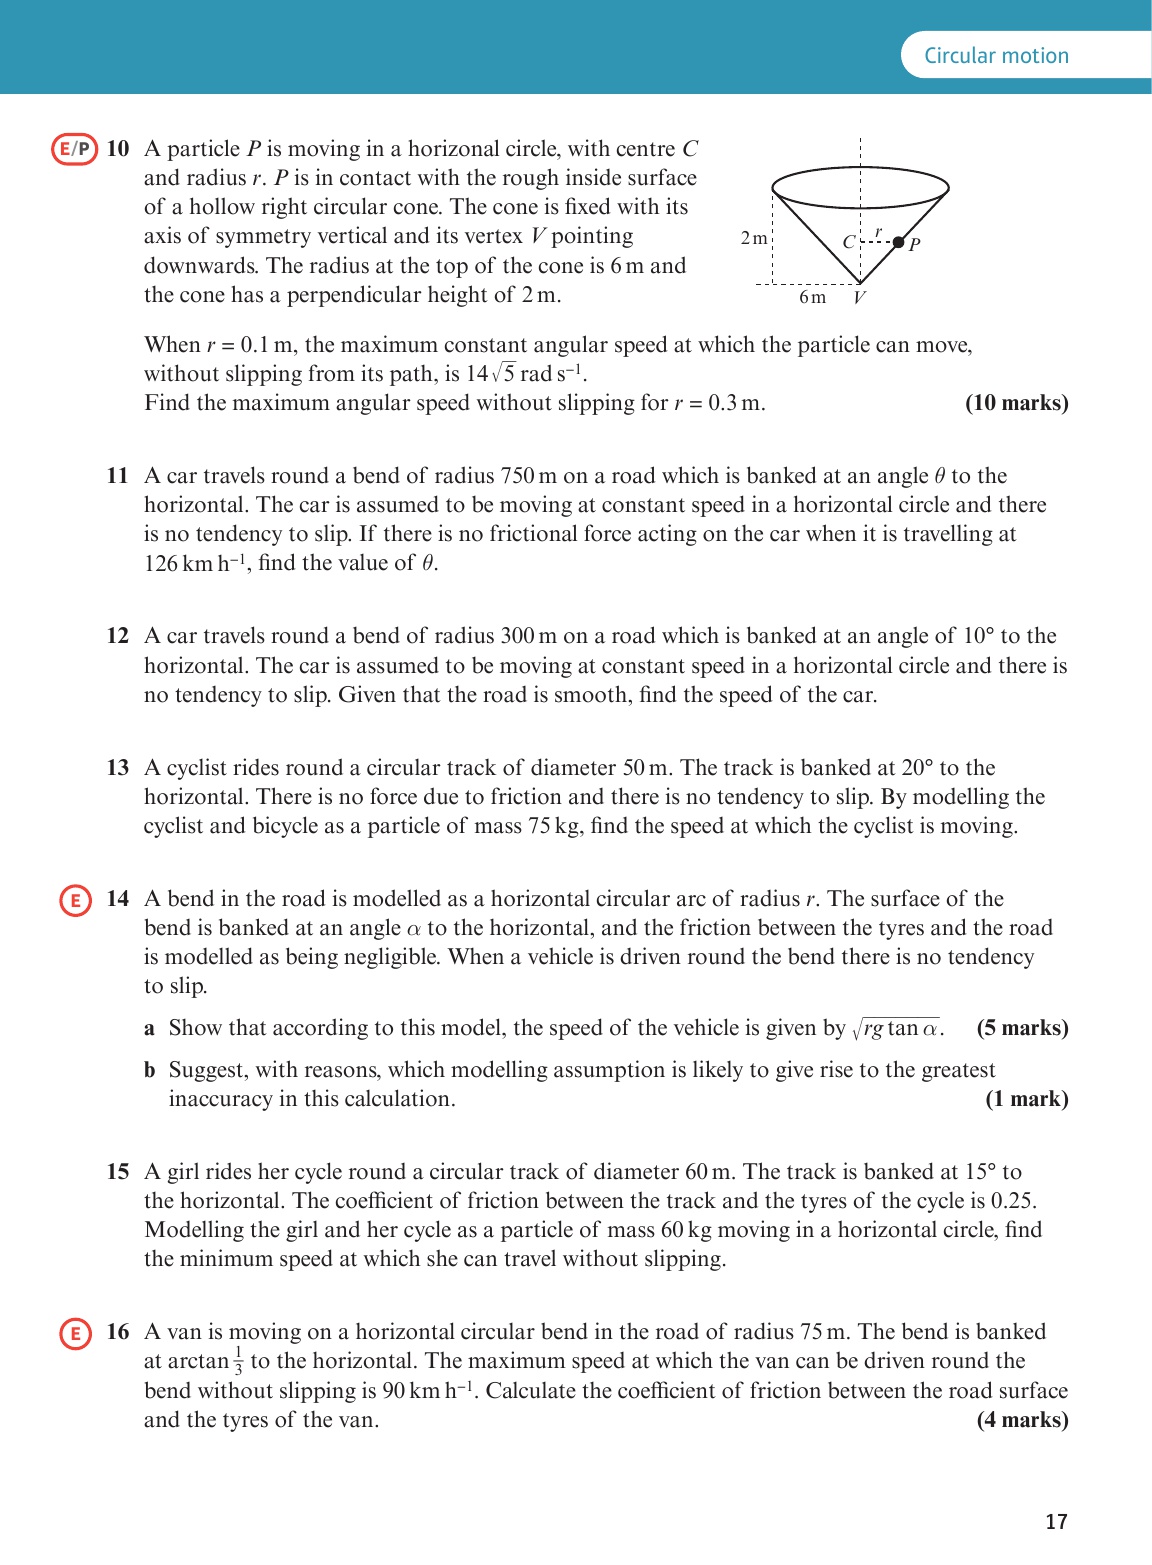 Circular motion
E/P 10 A particle P is moving in a horizonal circle, with centre C
and radius r. P is in contact with the rough inside surface
of a hollow right circular cone. The cone is fixed with its
axis of symmetry vertical and its vertex V pointing
downwards. The radius at the top of the cone is 6 m and
the cone has a perpendicular height of 2 m.
2 m
C
r
P
6 m
V
When r = 0.1 m, the maximum constant angular speed at which the particle can move,
without slipping from its path, is 14√5 rad s⁻¹.
Find the maximum angular speed without slipping for r = 0.3 m. (10 marks)
11 A car travels round a bend of radius 750 m on a road which is banked at an angle θ to the
horizontal. The car is assumed to be moving at constant speed in a horizontal circle and there
is no tendency to slip. If there is no frictional force acting on the car when it is travelling at
126 km h⁻¹, find the value of θ.
12 A car travels round a bend of radius 300 m on a road which is banked at an angle of 10° to the
horizontal. The car is assumed to be moving at constant speed in a horizontal circle and there is
no tendency to slip. Given that the road is smooth, find the speed of the car.
13 A cyclist rides round a circular track of diameter 50 m. The track is banked at 20° to the
horizontal. There is no force due to friction and there is no tendency to slip. By modelling the
cyclist and bicycle as a particle of mass 75 kg, find the speed at which the cyclist is moving.
E 14 A bend in the road is modelled as a horizontal circular arc of radius r. The surface of the
bend is banked at an angle α to the horizontal, and the friction between the tyres and the road
is modelled as being negligible. When a vehicle is driven round the bend there is no tendency
to slip.
a Show that according to this model, the speed of the vehicle is given by √(rg tan α). (5 marks)
b Suggest, with reasons, which modelling assumption is likely to give rise to the greatest
inaccuracy in this calculation. (1 mark)
15 A girl rides her cycle round a circular track of diameter 60 m. The track is banked at 15° to
the horizontal. The coefficient of friction between the track and the tyres of the cycle is 0.25.
Modelling the girl and her cycle as a particle of mass 60 kg moving in a horizontal circle, find
the minimum speed at which she can travel without slipping.
E 16 A van is moving on a horizontal circular bend in the road of radius 75 m. The bend is banked
at arctan 1/3 to the horizontal. The maximum speed at which the van can be driven round the
bend without slipping is 90 km h⁻¹. Calculate the coefficient of friction between the road surface
and the tyres of the van. (4 marks)
17